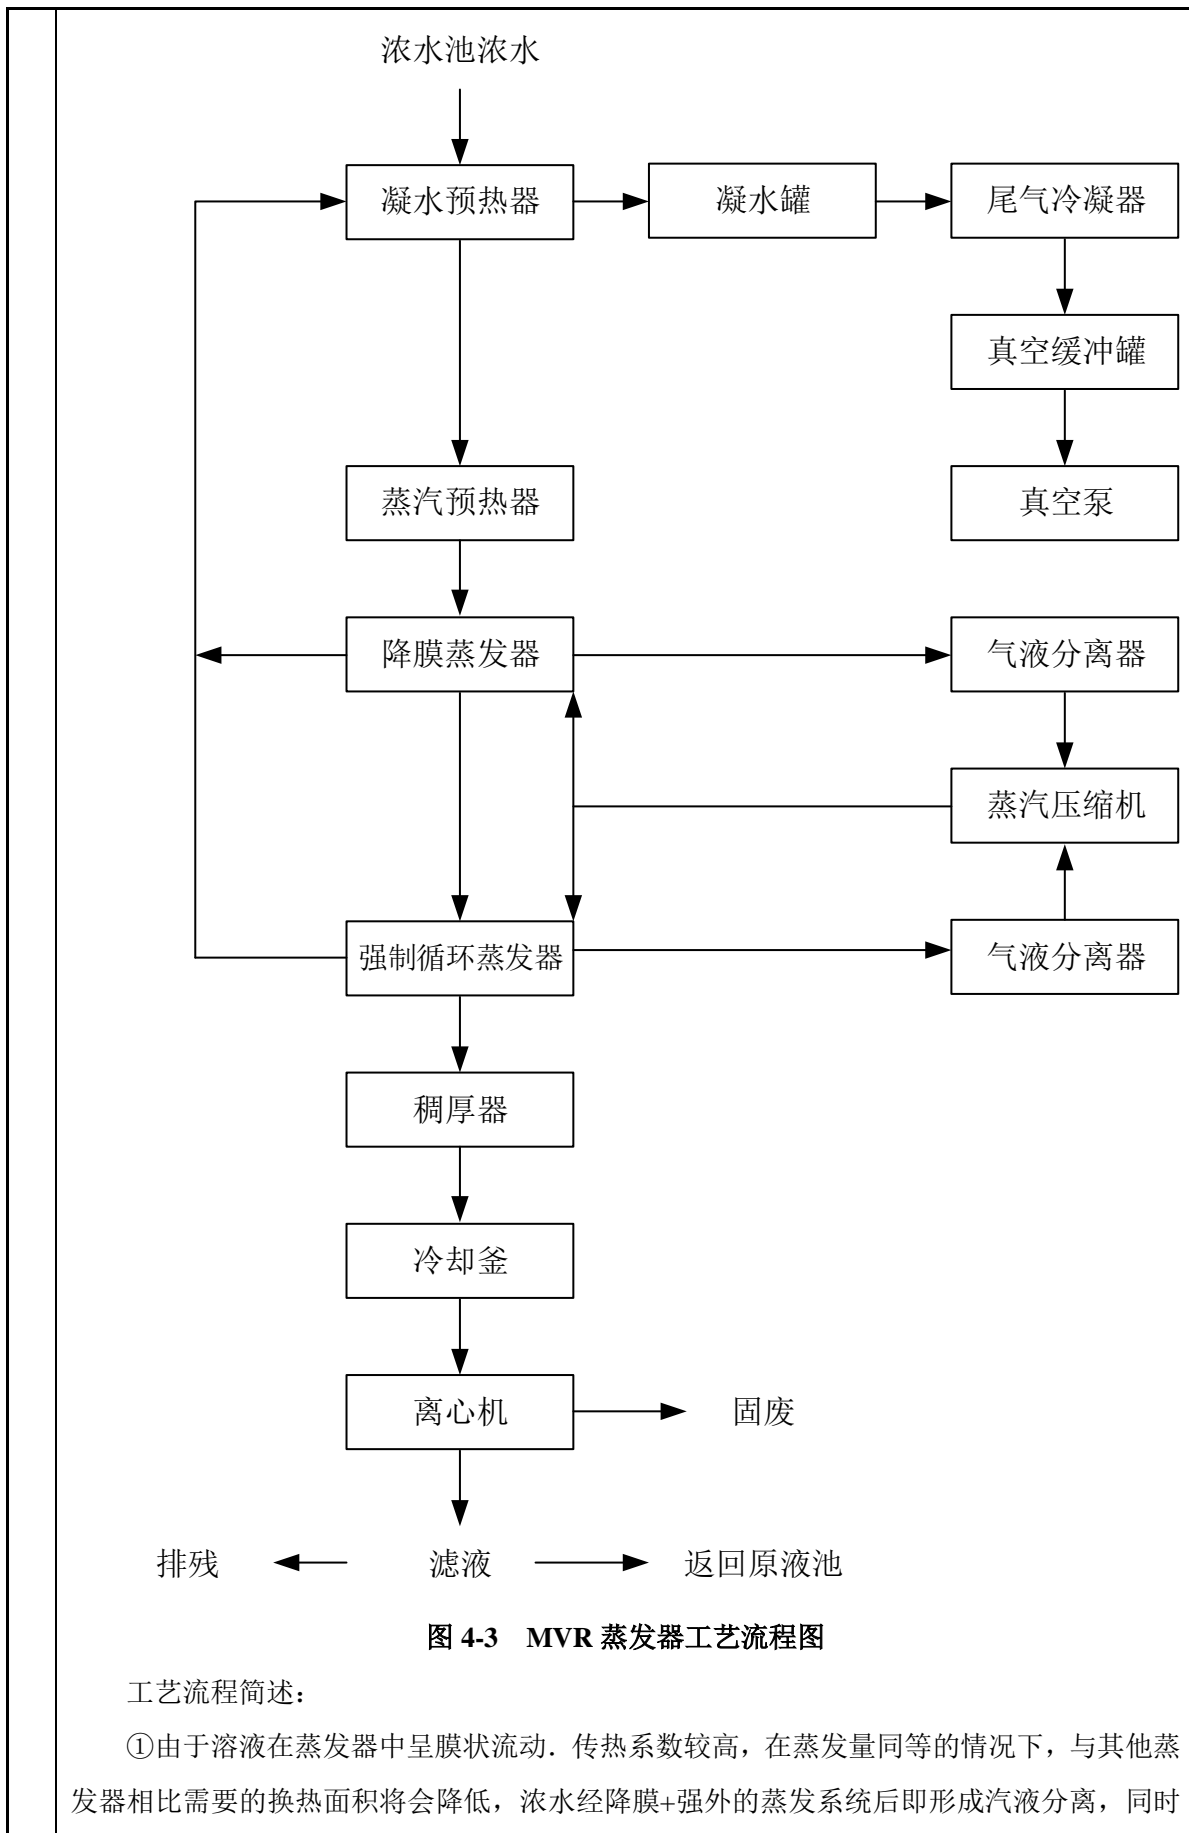 浓水池浓水
凝水预热器
凝水罐
尾气冷凝器
真空缓冲罐
蒸汽预热器
真空泵
降膜蒸发器
气液分离器
蒸汽压缩机
强制循环蒸发器
气液分离器
稠厚器
冷却釜
离心机
固废
排残
滤液
返回原液池
图 4-3 MVR 蒸发器工艺流程图
工艺流程简述：
①由于溶液在蒸发器中呈膜状流动．传热系数较高，在蒸发量同等的情况下，与其他蒸
发器相比需要的换热面积将会降低，浓水经降膜+强外的蒸发系统后即形成汽液分离，同时